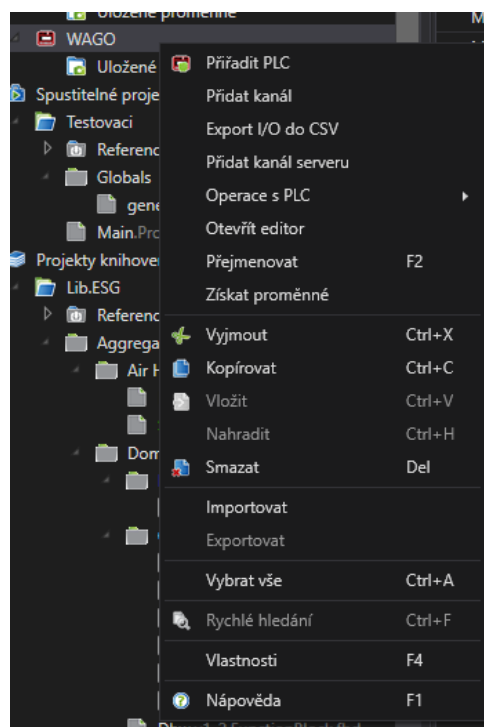 Uložené proměnné
WAGO
Uložené
Spustitelné proje
Testovaci
Referenc
Globals
gene
Main.Pro
Projekty knihove
Lib.ESG
Referenc
Aggrega
Air H
Dom
Přiřadit PLC
Přidat kanál
Export I/O do CSV
Přidat kanál serveru
Operace s PLC
Otevřít editor
Přejmenovat F2
Získat proměnné
Vyjmout Ctrl+X
Kopírovat Ctrl+C
Vložit Ctrl+V
Nahradit Ctrl+H
Smazat Del
Importovat
Exportovat
Vybrat vše Ctrl+A
Rychlé hledání Ctrl+F
Vlastnosti F4
Nápověda F1